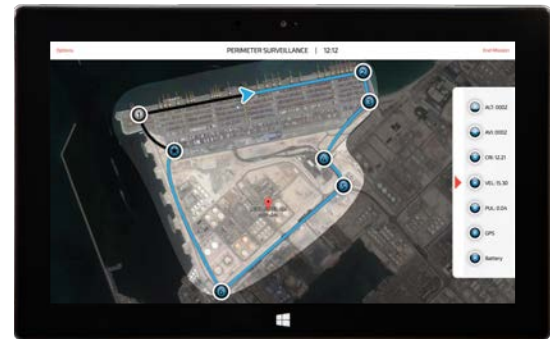 Options
PERIMETER SURVEILLANCE | 12:12
End Mission
ALT: 0002
AVI: 0002
CIR: 12.21
VEL: 15.30
PUL: 0.04
GPS
Battery